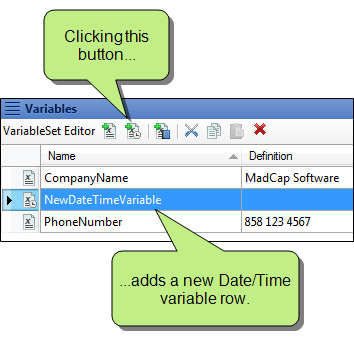 Clicking this
button...
Variables
VariableSet Editor
Name Definition
CompanyName MadCap Software
NewDateTimeVariable
PhoneNumber 858 123 4567
...adds a new Date/Time
variable row.